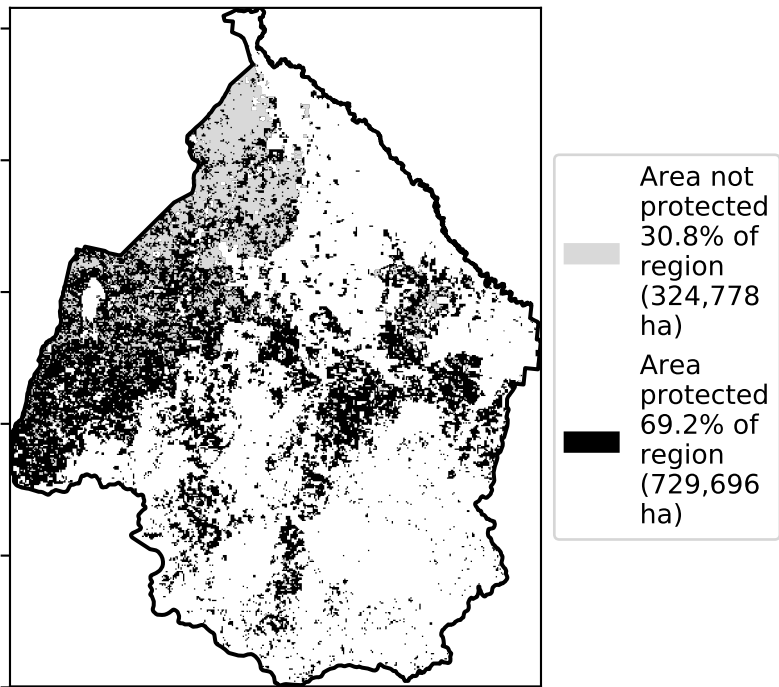 Area not
protected
30.8% of
region
(324,778
ha)
Area
protected
69.2% of
region
(729,696
ha)